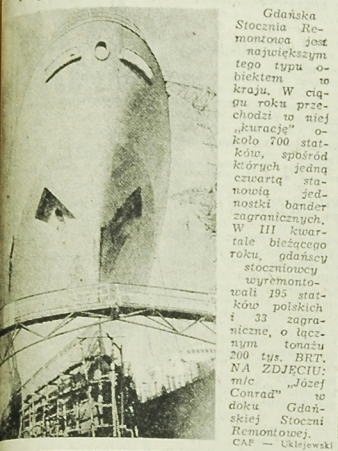 Gdańska
Stocznia Re-
montowa jest
największym
tego typu o-
biektem w
kraju. W cią-
gu roku prze-
chodzi w niej
„kurację” o-
koło 700 stat-
ków, spośród
których jedną
czwartą sta-
nowią jed-
nostki bander
zagranicznych.
W III kwar-
tale bieżącego
roku, gdańscy
stoczniowcy
wyremonto-
wali 195 stat-
ków polskich
i 33 zagra-
niczne, o łącz-
nym tonażu
200 tys. BRT.
NA ZDJĘCIU:
m/c „Józef
Conrad” w
doku Gdań-
skiej Stoczni
Remontowej.
CAF — Uklejewski